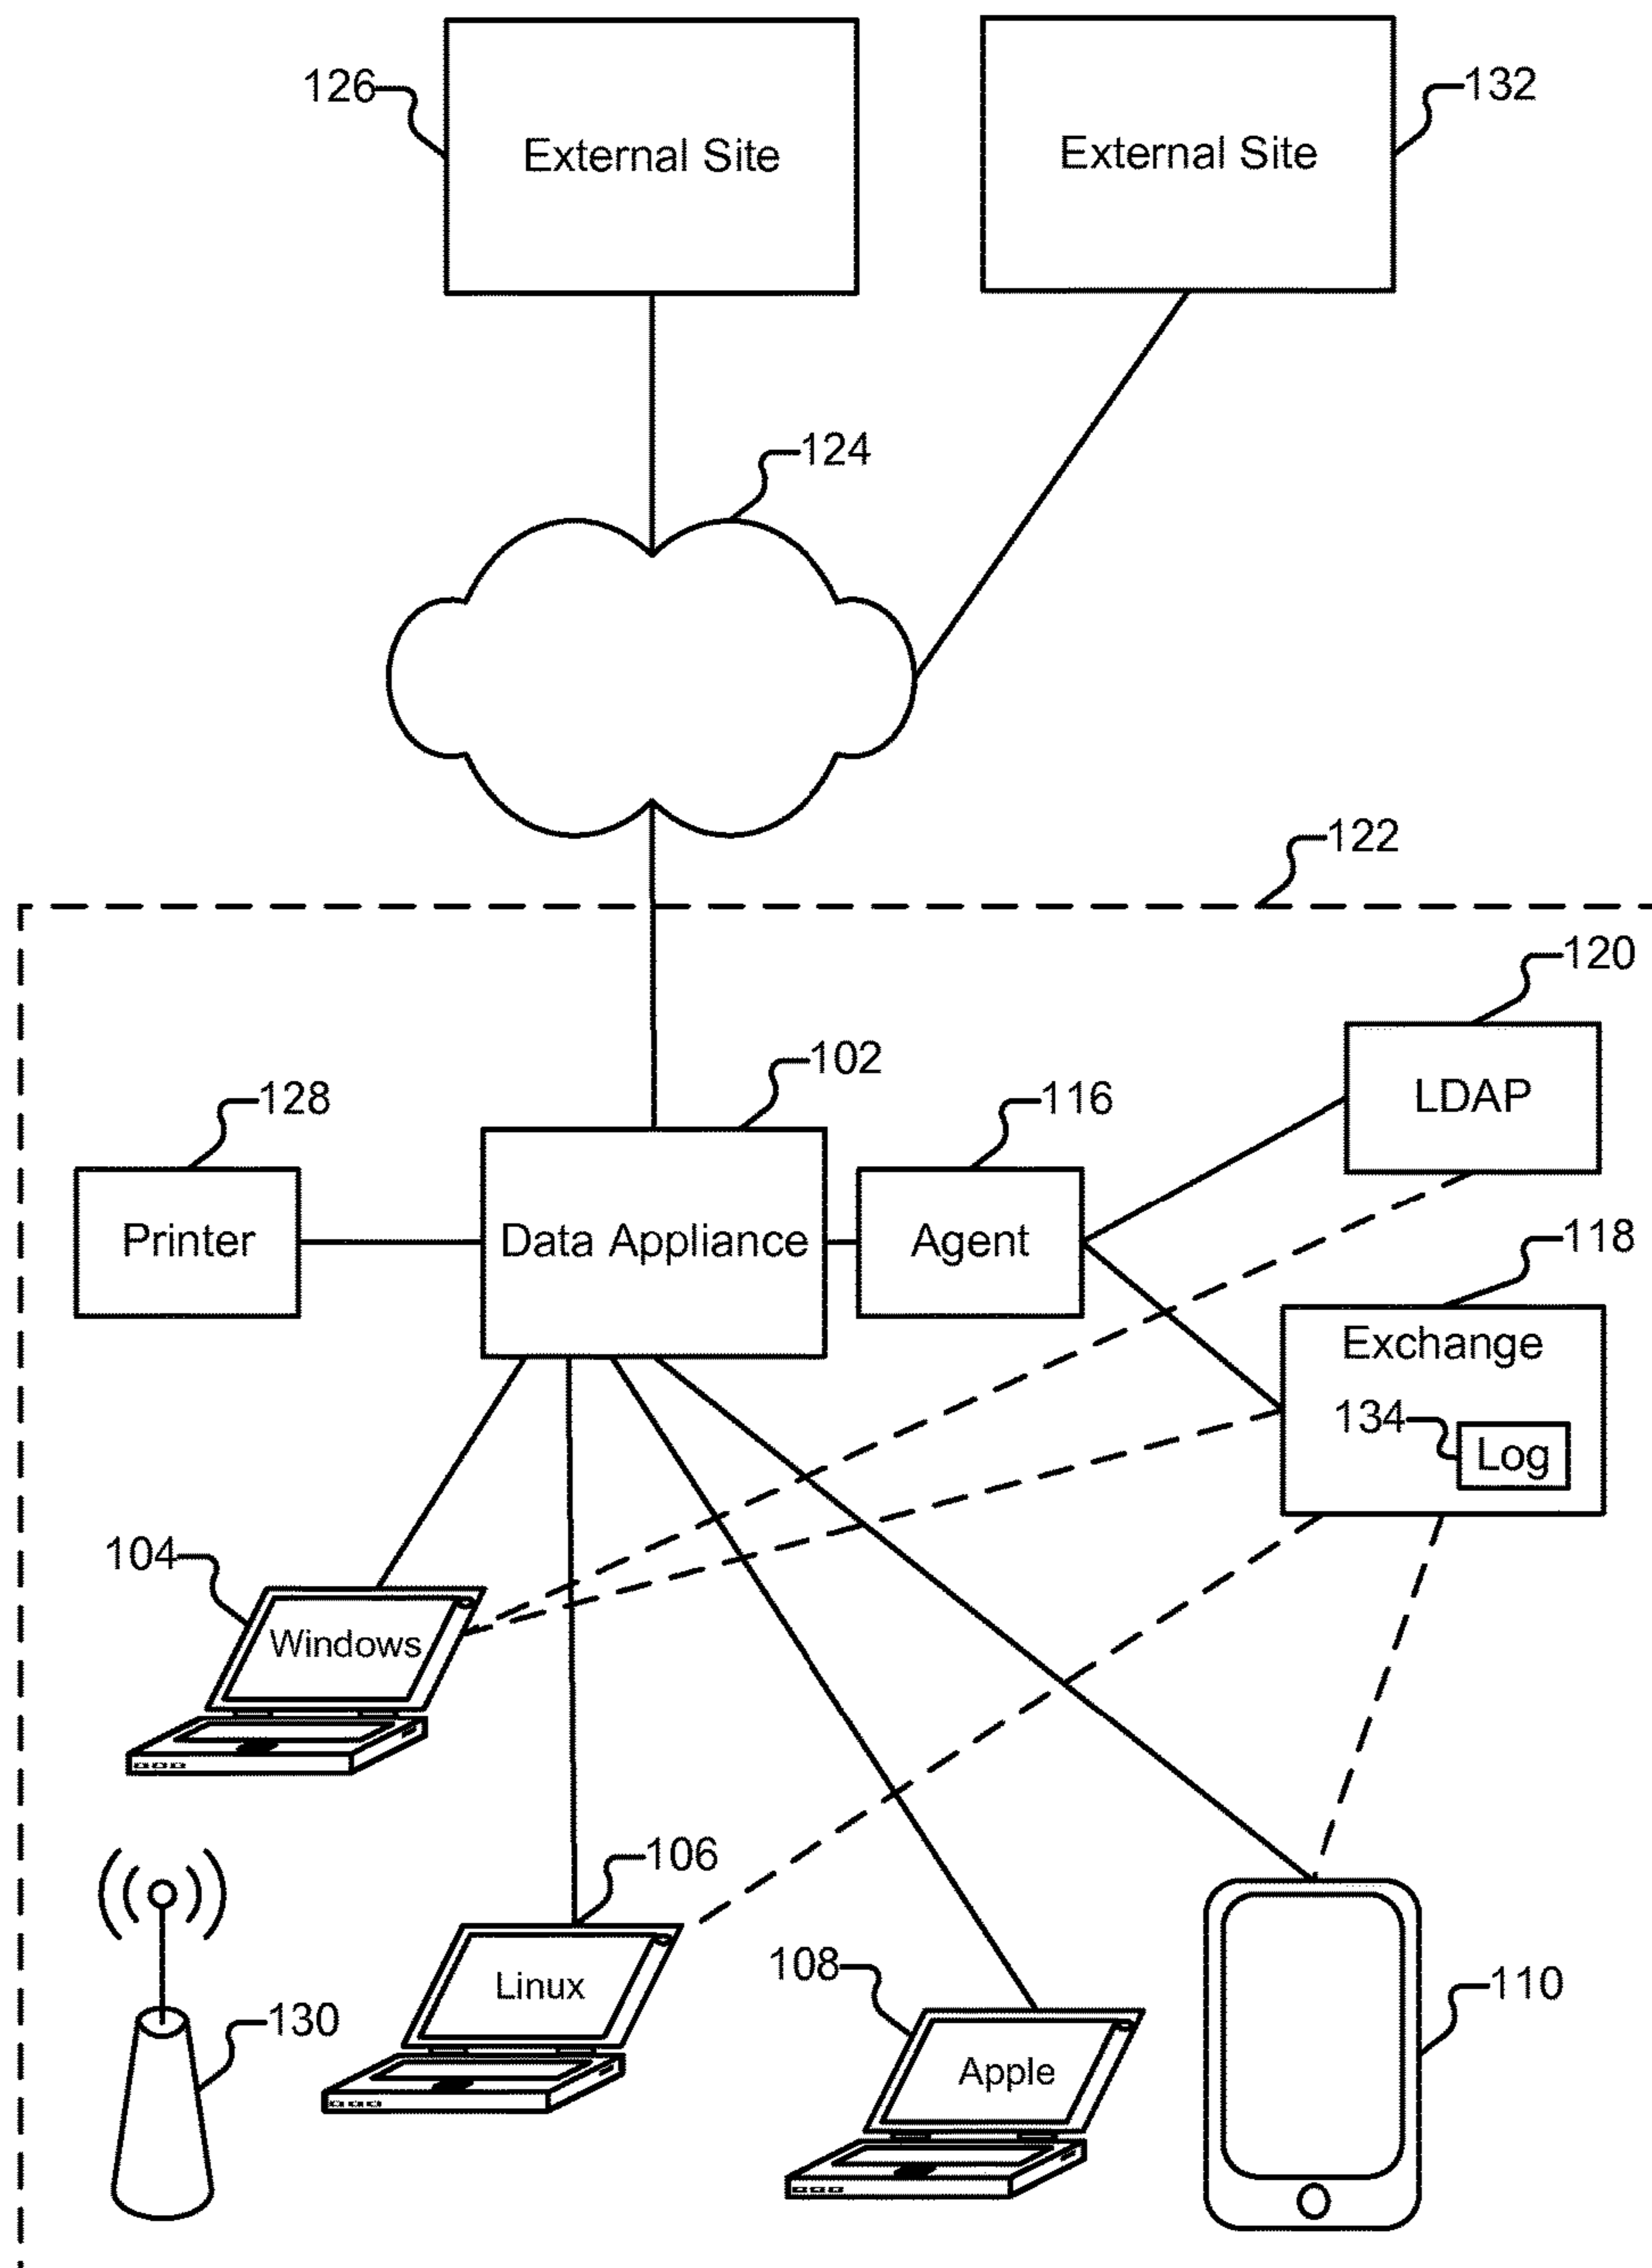 126
External Site
External Site
132
124
122
120
LDAP
102
116
128
Printer
Data Appliance
Agent
118
Exchange
134
Log
104
Windows
106
Linux
108
Apple
110
130